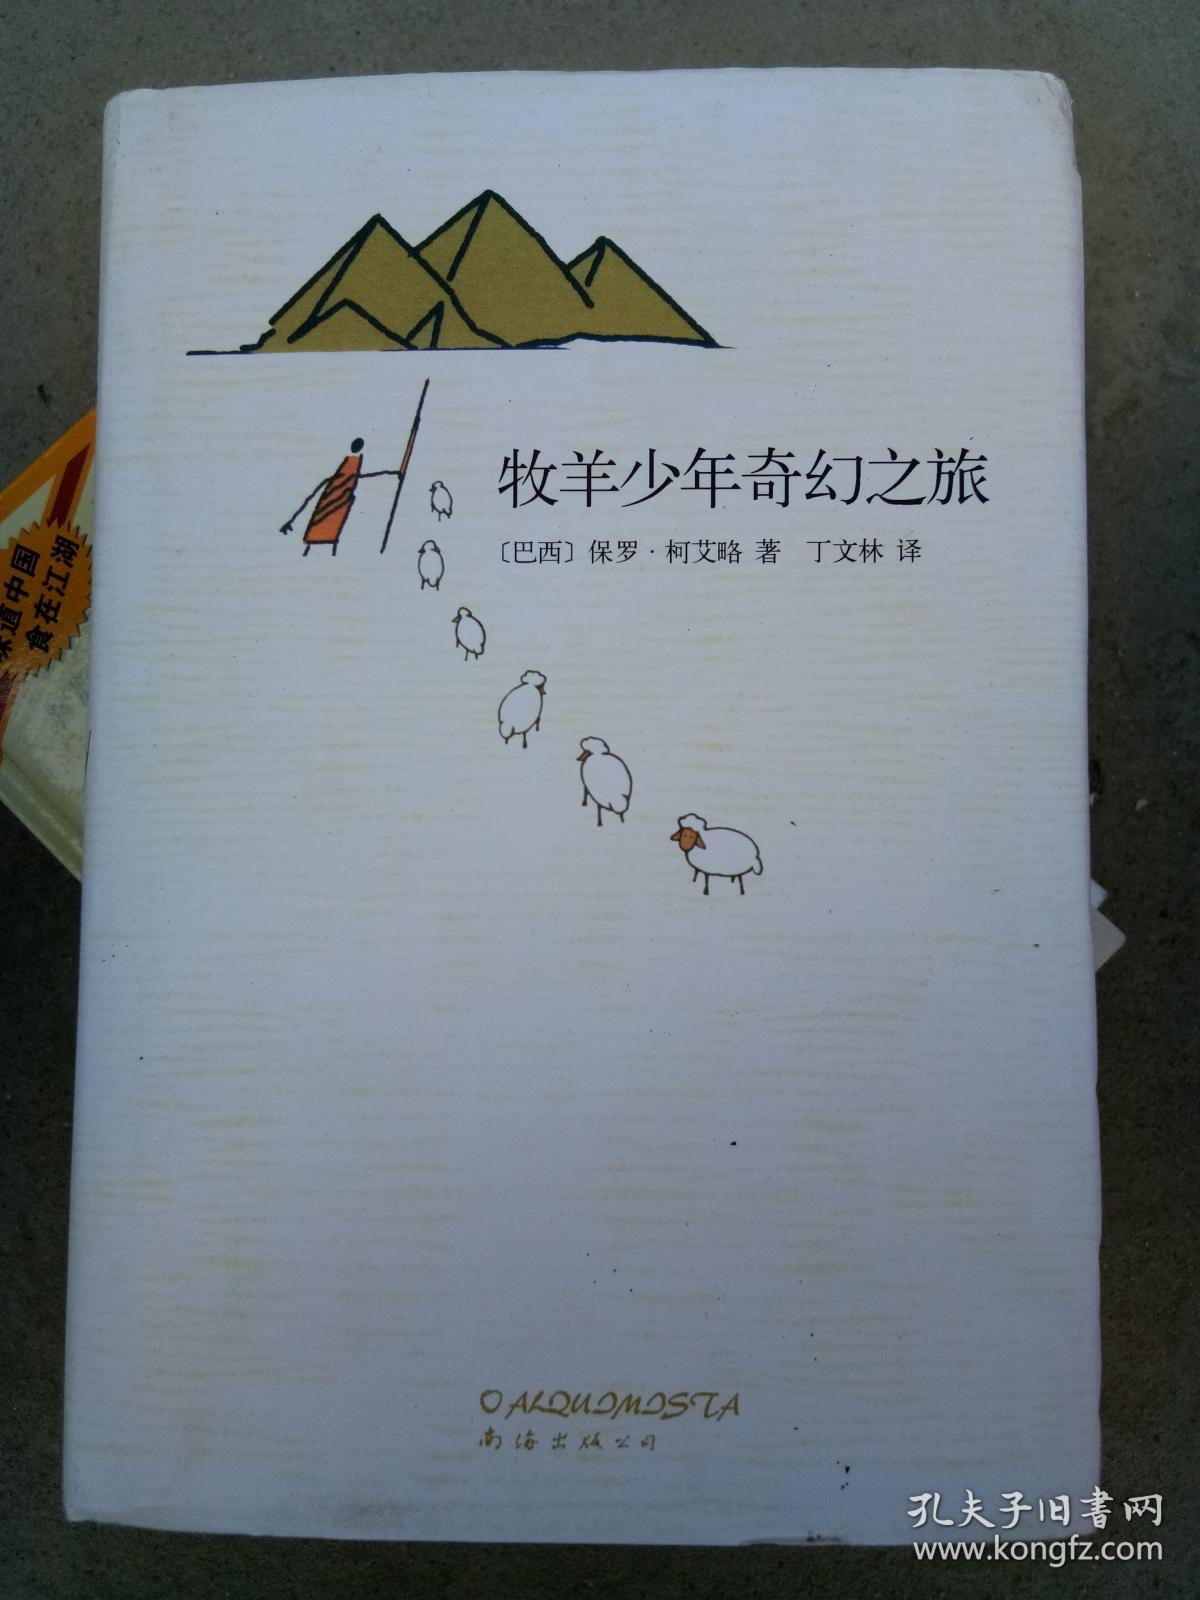 牧羊少年奇幻之旅
〔巴西〕保罗·柯艾略 著 丁文林 译
味道中国
食在江湖
O ALQUIMISTA
南海出版公司
孔夫子旧书网
www.kongfz.com